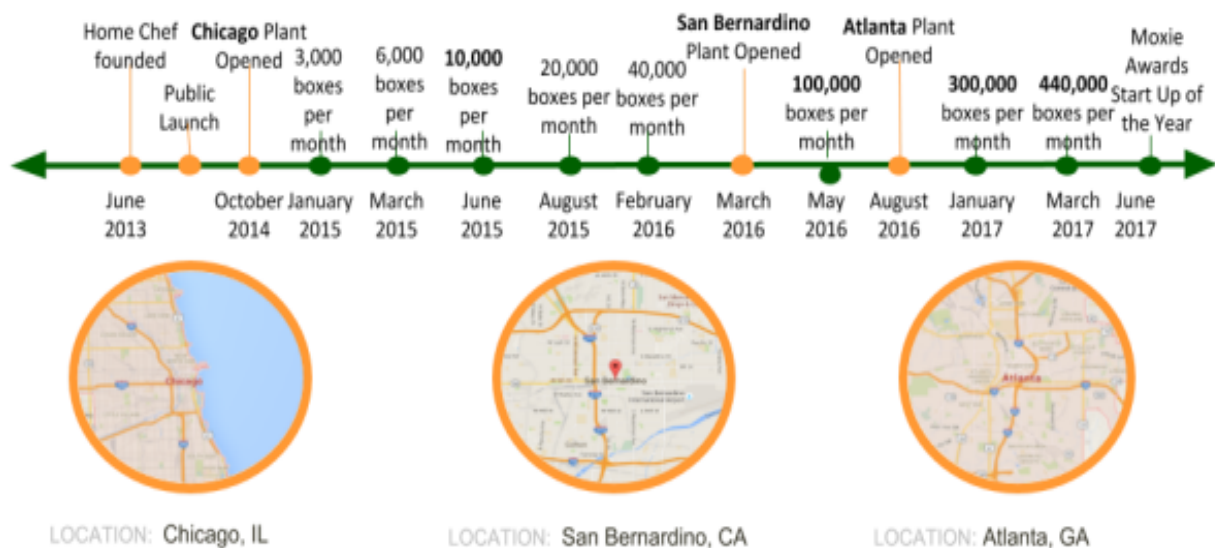 Home Chef
founded
Public
Launch
Chicago Plant
Opened
3,000
boxes
per
month
6,000
boxes
per
month
10,000
boxes
per
month
20,000
boxes per
month
40,000
boxes per
month
San Bernardino
Plant Opened
100,000
boxes per
month
Atlanta Plant
Opened
300,000
boxes per
month
440,000
boxes per
month
Moxie
Awards
Start Up of
the Year
June
2013
October
2014
January
2015
March
2015
June
2015
August
2015
February
2016
March
2016
May
2016
August
2016
January
2017
March
2017
June
2017
Chicago
San Bernardino
San Bernardino
International Airport
Atlanta
LOCATION: Chicago, IL
LOCATION: San Bernardino, CA
LOCATION: Atlanta, GA